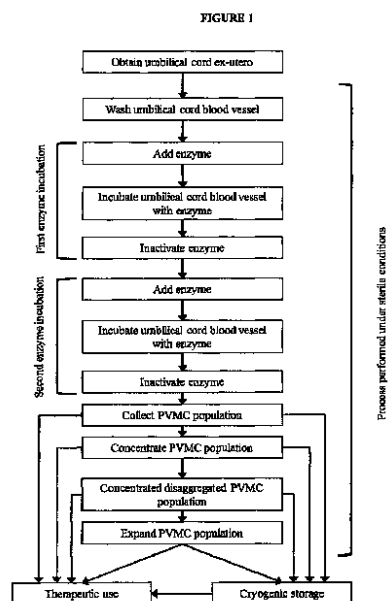 FIGURE 1
Obtain umbilical cord ex-utero
Wash umbilical cord blood vessel
First enzyme incubation
Add enzyme
Incubate umbilical cord blood vessel
with enzyme
Inactivate enzyme
Second enzyme incubation
Add enzyme
Incubate umbilical cord blood vessel
with enzyme
Inactivate enzyme
Collect PVMC population
Concentrate PVMC population
Concentrated disaggregated PVMC
population
Expand PVMC population
Therapeutic use
Cryogenic storage
Process performed under sterile conditions